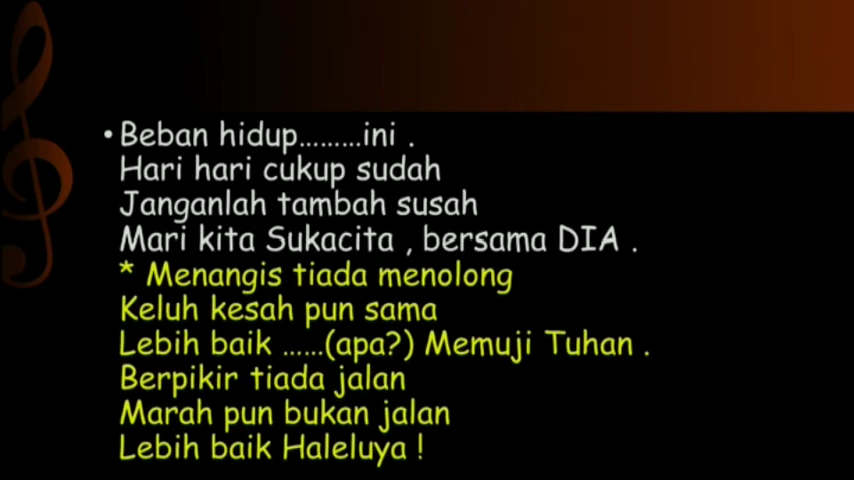 • Beban hidup.........ini .
Hari hari cukup sudah
Janganlah tambah susah
Mari kita Sukacita , bersama DIA .
* Menangis tiada menolong
Keluh kesah pun sama
Lebih baik ......(apa?) Memuji Tuhan .
Berpikir tiada jalan
Marah pun bukan jalan
Lebih baik Haleluya !